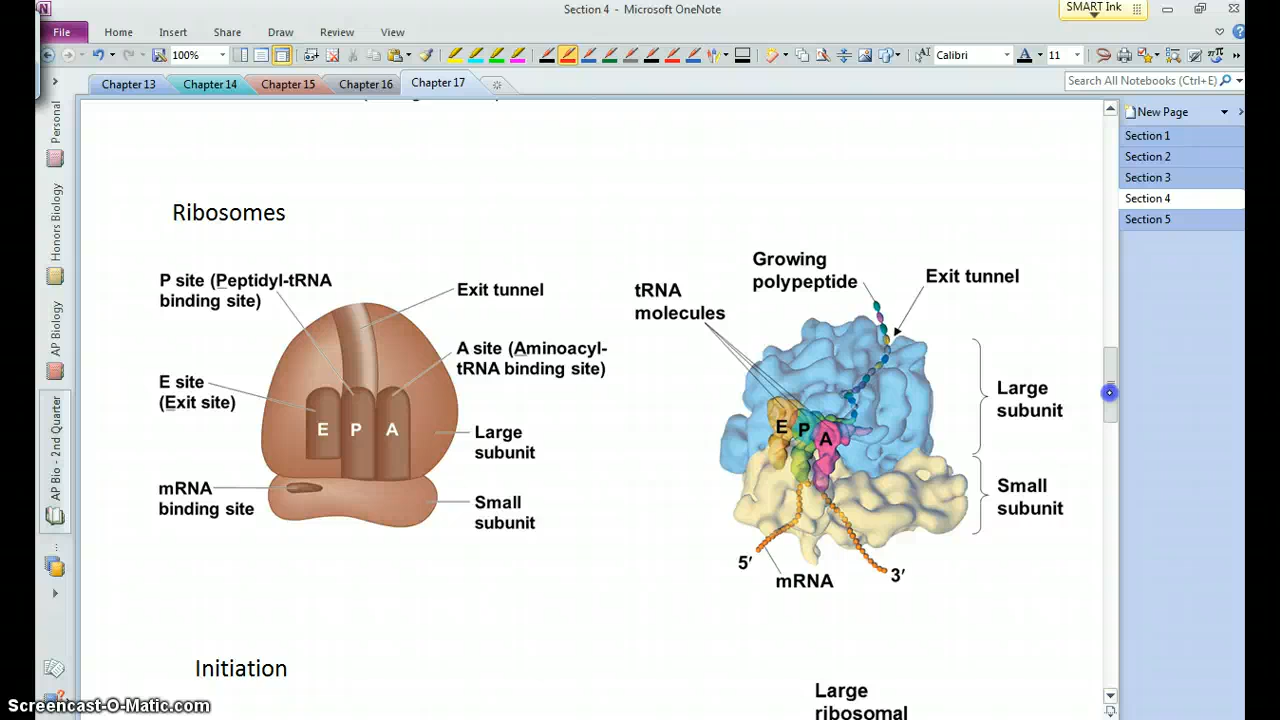 Section 4 - Microsoft OneNote
SMART Ink
File Home Insert Share Draw Review View
100%
Calibri
11
Chapter 13 Chapter 14 Chapter 15 Chapter 16 Chapter 17
Search All Notebooks (Ctrl+E)
New Page
Section 1
Section 2
Section 3
Section 4
Section 5
Personal
Honors Biology
AP Biology
AP Bio - 2nd Quarter
Ribosomes
P site (Peptidyl-tRNA
binding site)
Exit tunnel
A site (Aminoacyl-
tRNA binding site)
E site
(Exit site)
E P A
Large
subunit
mRNA
binding site
Small
subunit
Growing
polypeptide
Exit tunnel
tRNA
molecules
E P A
Large
subunit
Small
subunit
5′
mRNA
3′
Initiation
Large
ribosomal
Screencast-O-Matic.com